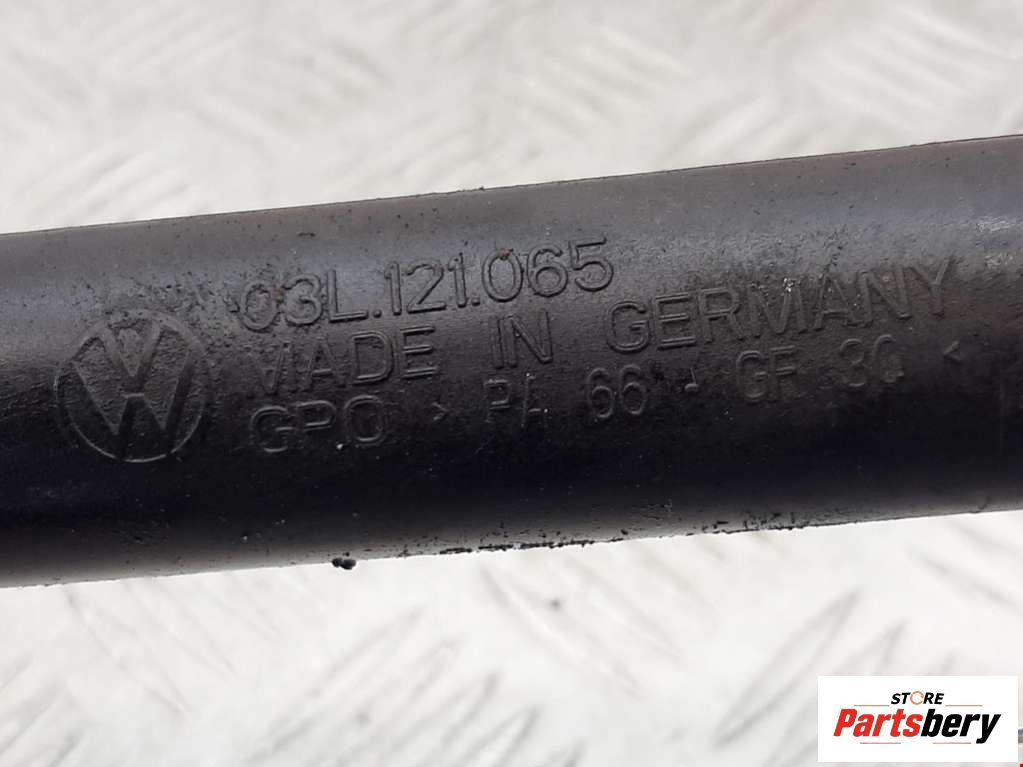 03L.121.065
MADE IN GERMANY
GPO > PA 66 - GF 30 <
STORE
Partsbery